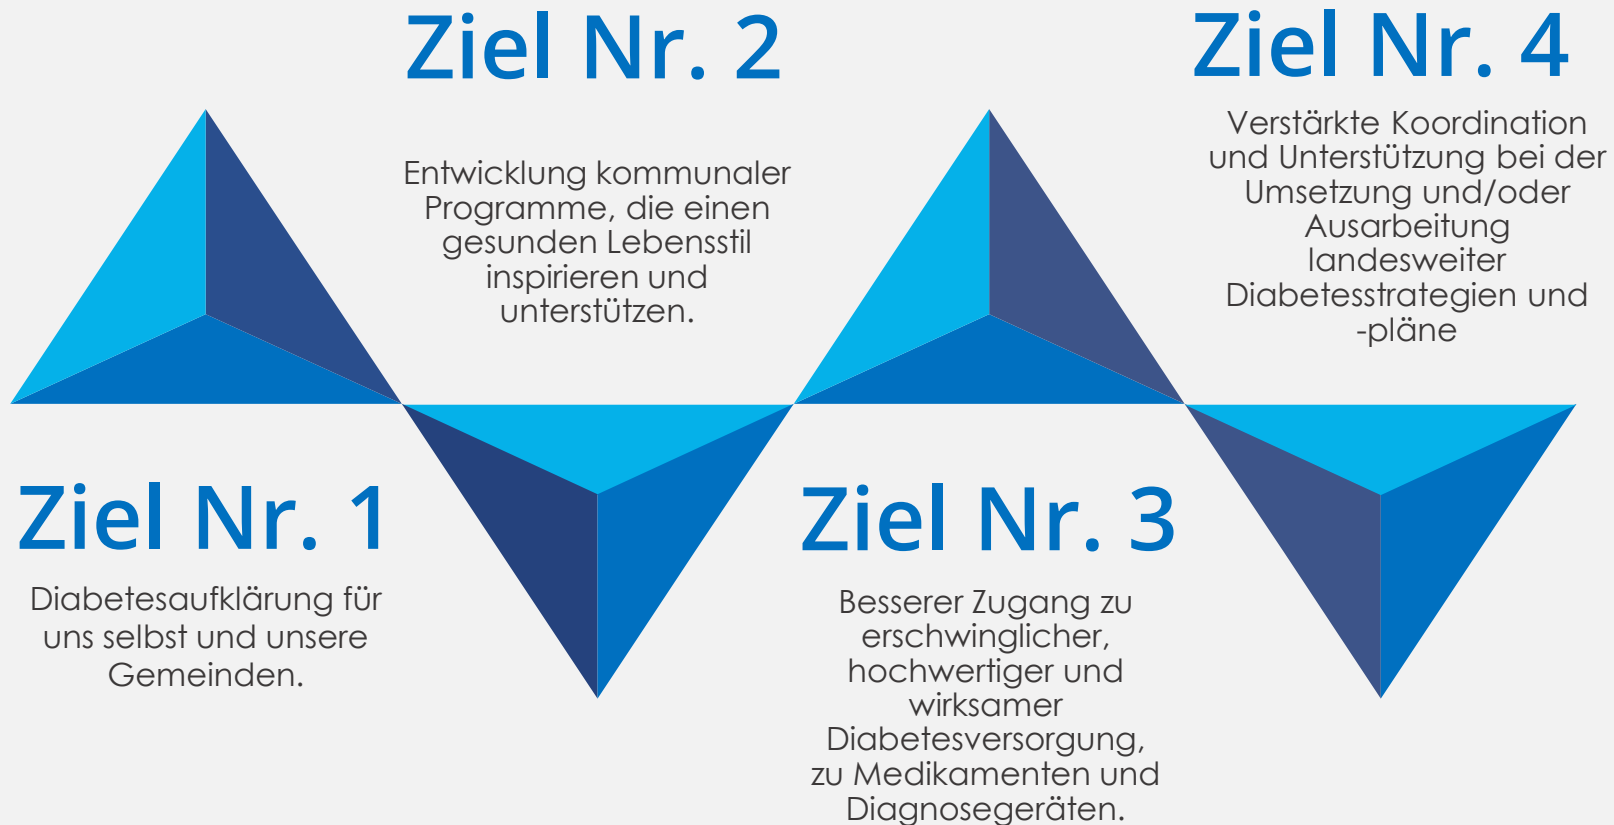 Ziel Nr. 1
Diabetesaufklärung für
uns selbst und unsere
Gemeinden.
Ziel Nr. 2
Entwicklung kommunaler
Programme, die einen
gesunden Lebensstil
inspirieren und
unterstützen.
Ziel Nr. 3
Besserer Zugang zu
erschwinglicher,
hochwertiger und
wirksamer
Diabetesversorgung,
zu Medikamenten und
Diagnosegeräten.
Ziel Nr. 4
Verstärkte Koordination
und Unterstützung bei der
Umsetzung und/oder
Ausarbeitung
landesweiter
Diabetesstrategien und
-pläne